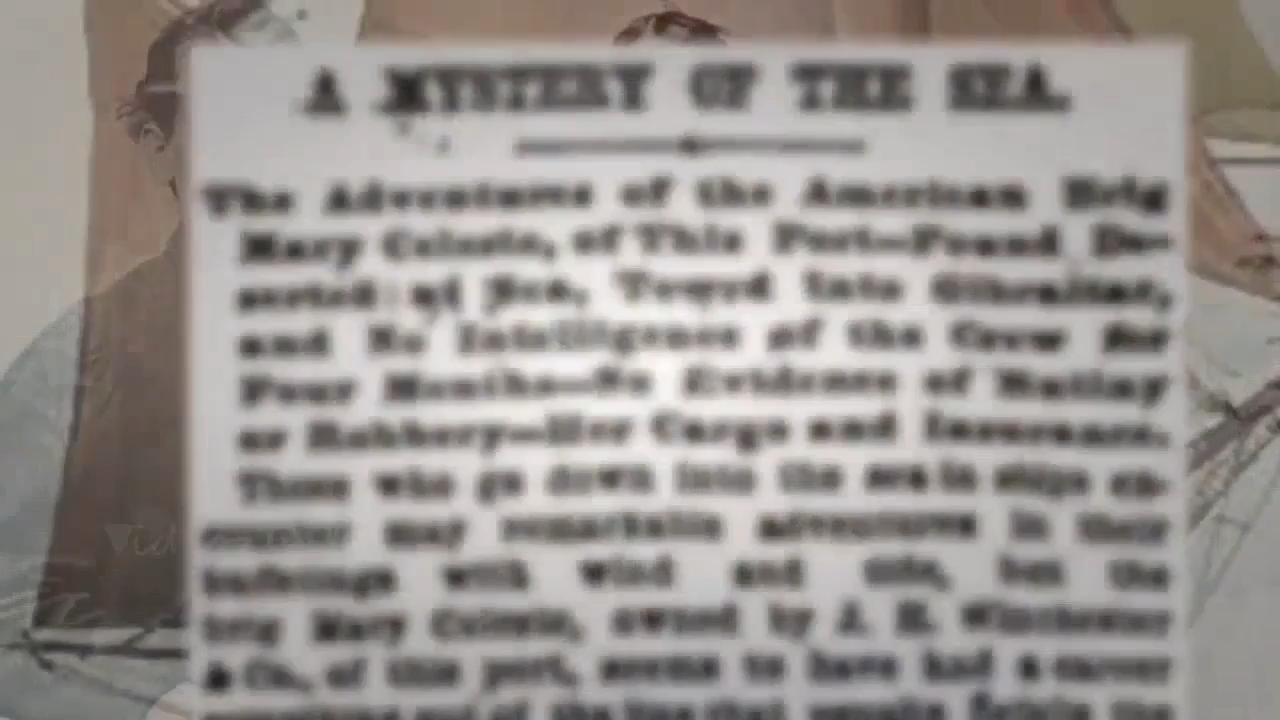 A MYSTERY OF THE SEA.
The Adventures of the American Brig
Mary Celeste, of This Port—Found De-
serted at Sea, Towed Into Gibraltar,
and No Intelligence of the Crew for
Four Months—No Evidence of Mutiny
or Robbery—Her Cargo and Insurance.
Those who go down into the sea in ships en-
counter many remarkable adventures in their
buffetings with wind and tide, but the
brig Mary Celeste, owned by J. H. Winchester
& Co., of this port, seems to have had a career